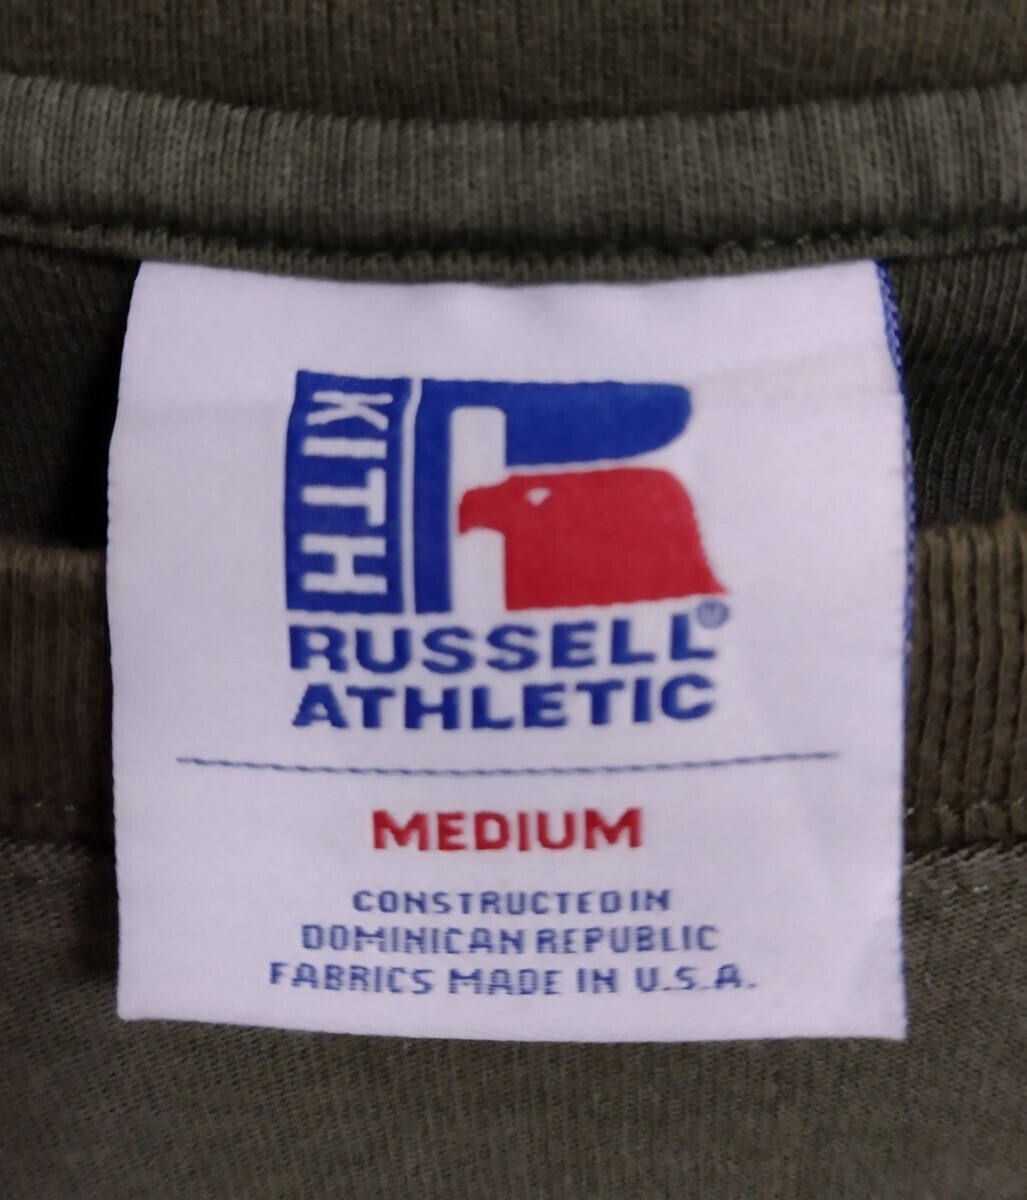 KITH
RUSSELL®
ATHLETIC
MEDIUM
CONSTRUCTED IN
DOMINICAN REPUBLIC
FABRICS MADE IN U.S.A.